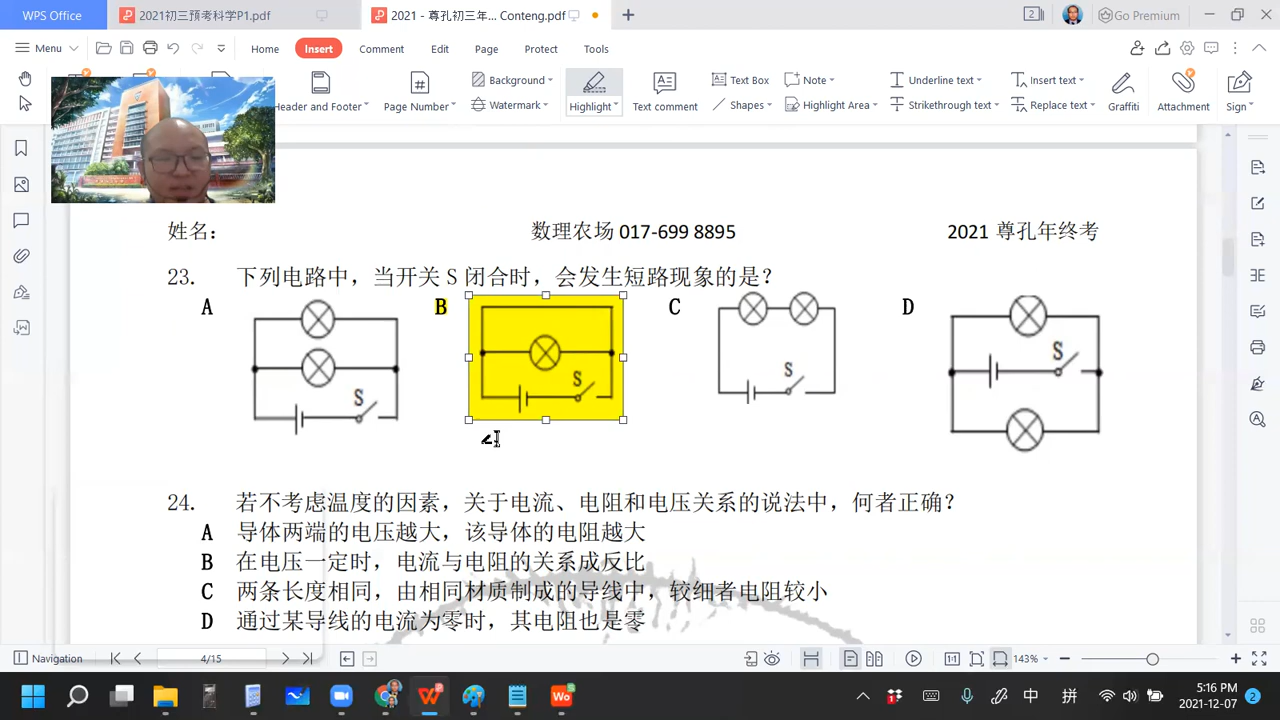 WPS Office
2021初三預考科学P1.pdf
2021 - 尊孔初三年... Conteng.pdf
2
Go Premium
Menu
Home
Insert
Comment
Edit
Page
Protect
Tools
Header and Footer
Page Number
Background
Watermark
Highlight
Text comment
Text Box
Shapes
Note
Highlight Area
Underline text
Strikethrough text
Insert text
Replace text
Graffiti
Attachment
Sign
姓名：
数理农场 017-699 8895
2021 尊孔年终考
23. 下列电路中，当开关 S 闭合时，会发生短路现象的是？
A
B
C
D
S
S
S
S
24. 若不考虑温度的因素，关于电流、电阻和电压关系的说法中，何者正确？
A 导体两端的电压越大，该导体的电阻越大
B 在电压一定时，电流与电阻的关系成反比
C 两条长度相同，由相同材质制成的导线中，较细者电阻较小
D 通过某导线的电流为零时，其电阻也是零
Navigation
4/15
143%
中
拼
5:16 PM
2021-12-07
2